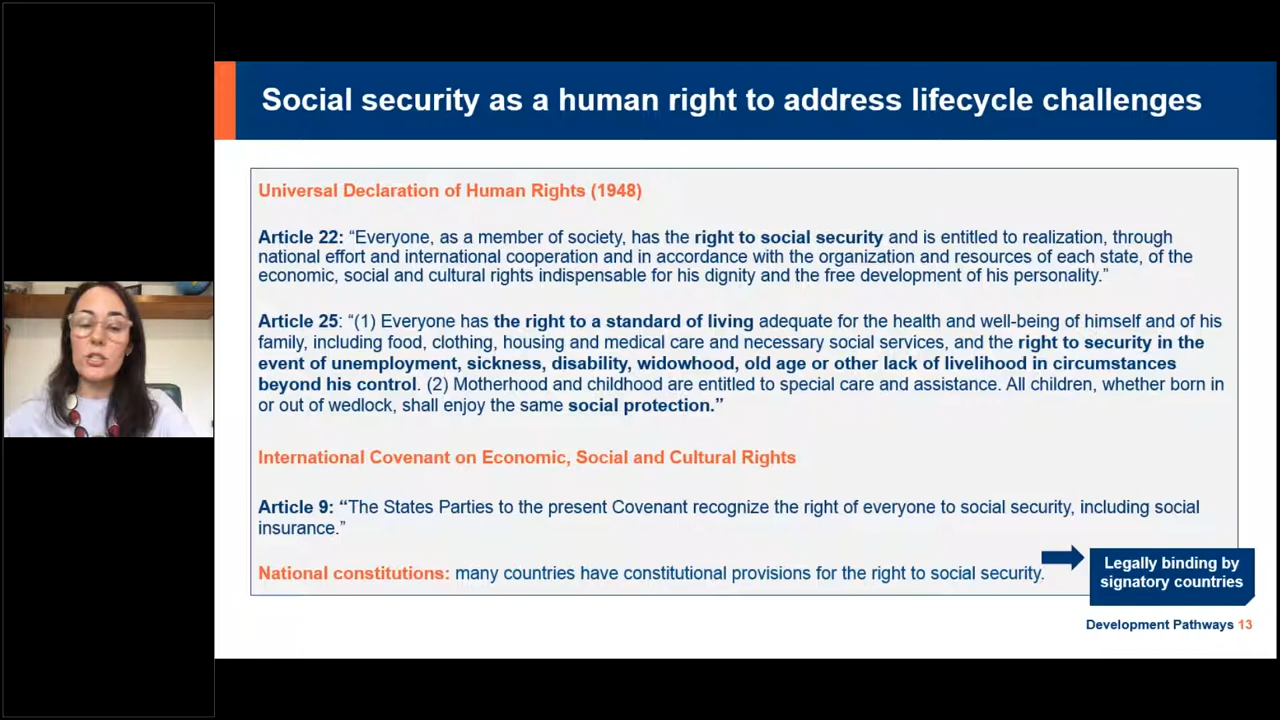 Social security as a human right to address lifecycle challenges
Universal Declaration of Human Rights (1948)
Article 22: “Everyone, as a member of society, has the right to social security and is entitled to realization, through
national effort and international cooperation and in accordance with the organization and resources of each state, of the
economic, social and cultural rights indispensable for his dignity and the free development of his personality.”
Article 25: “(1) Everyone has the right to a standard of living adequate for the health and well-being of himself and of his
family, including food, clothing, housing and medical care and necessary social services, and the right to security in the
event of unemployment, sickness, disability, widowhood, old age or other lack of livelihood in circumstances
beyond his control. (2) Motherhood and childhood are entitled to special care and assistance. All children, whether born in
or out of wedlock, shall enjoy the same social protection.”
International Covenant on Economic, Social and Cultural Rights
Article 9: “The States Parties to the present Covenant recognize the right of everyone to social security, including social
insurance.”
National constitutions: many countries have constitutional provisions for the right to social security.
Legally binding by
signatory countries
Development Pathways 13